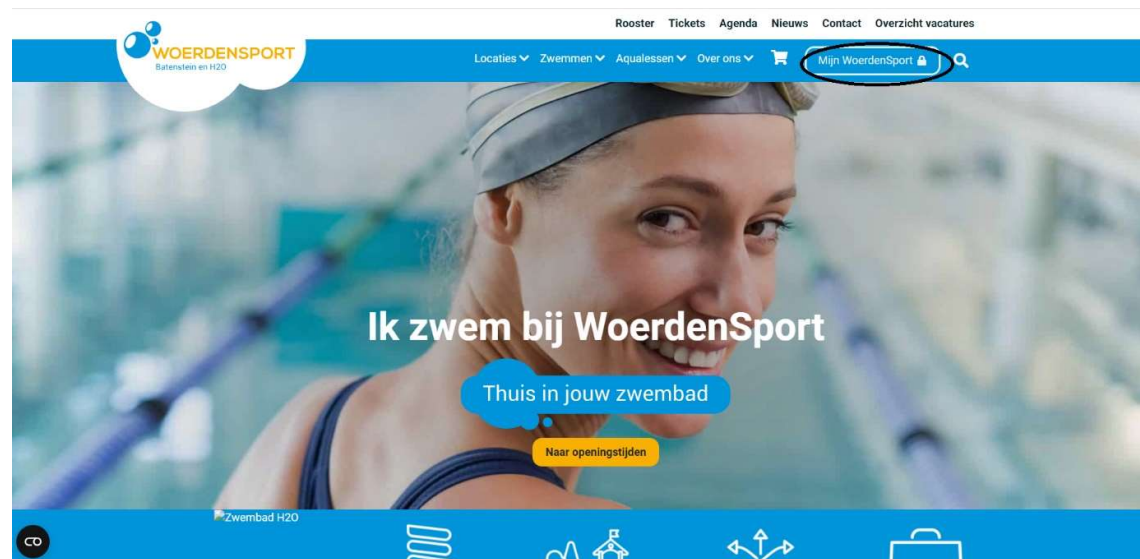 Rooster Tickets Agenda Nieuws Contact Overzicht vacatures
WOERDENSPORT
Batenstein en H2O
Locaties Zwemmen Aqualessen Over ons Mijn WoerdenSport
Ik zwem bij WoerdenSport
Thuis in jouw zwembad
Naar openingstijden
Zwembad H2O